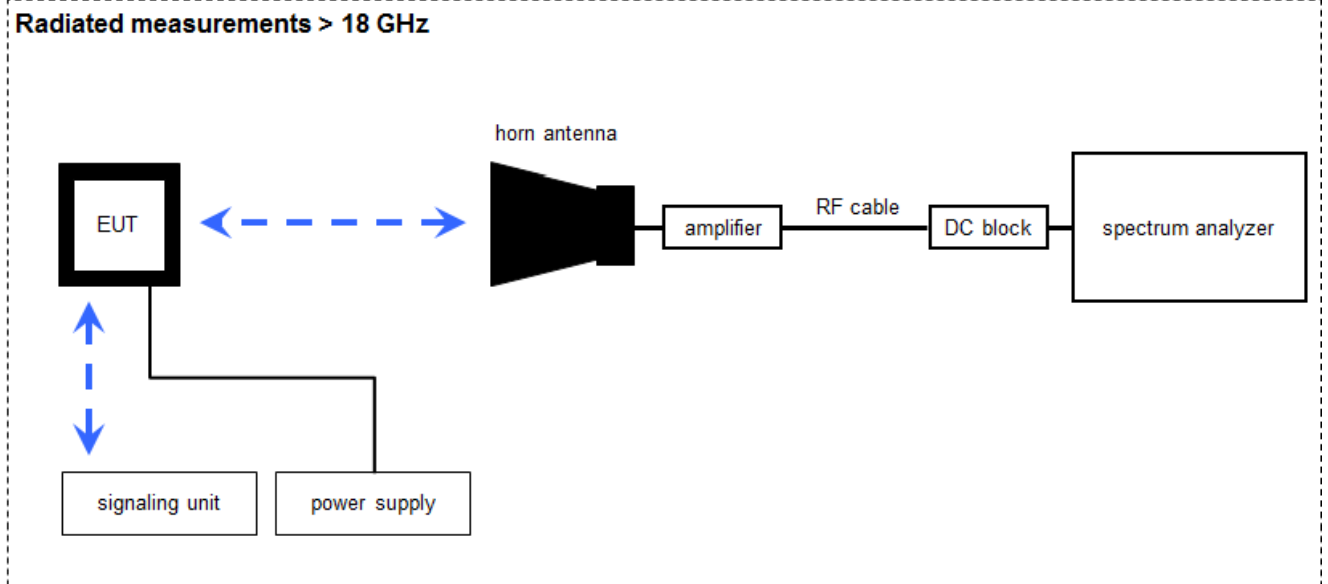 Radiated measurements > 18 GHz
horn antenna
EUT
amplifier
RF cable
DC block
spectrum analyzer
signaling unit
power supply